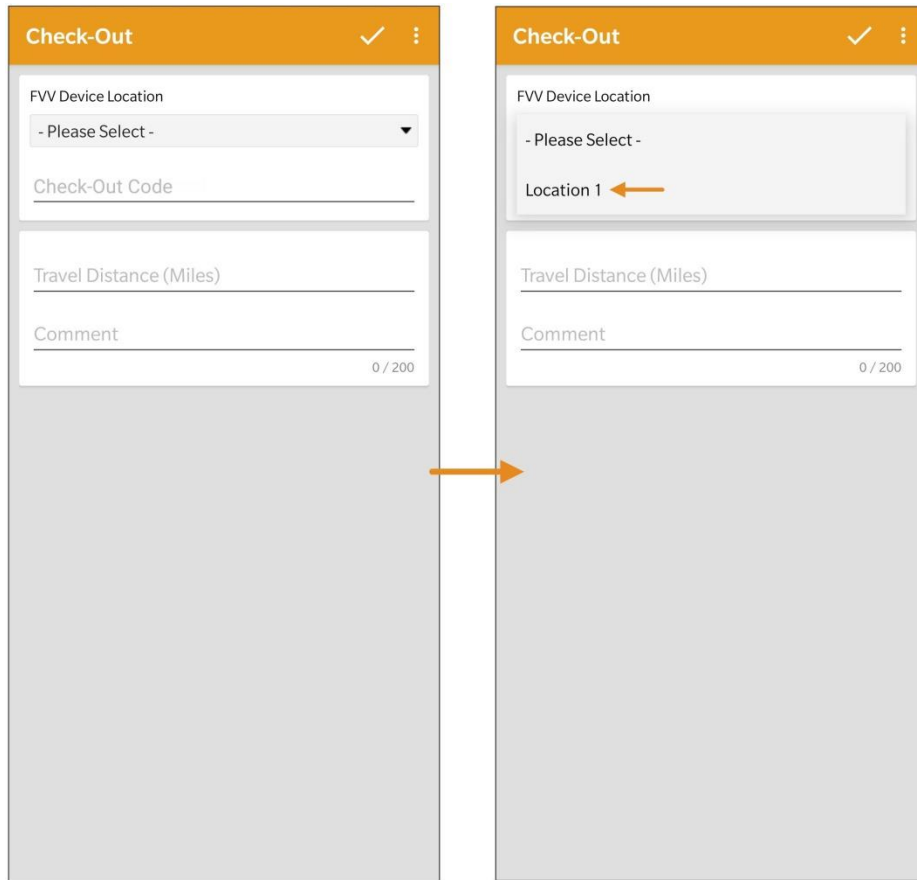 Check-Out
FVV Device Location
- Please Select -
Check-Out Code
Travel Distance (Miles)
Comment
0 / 200
Check-Out
FVV Device Location
- Please Select -
Location 1
Travel Distance (Miles)
Comment
0 / 200